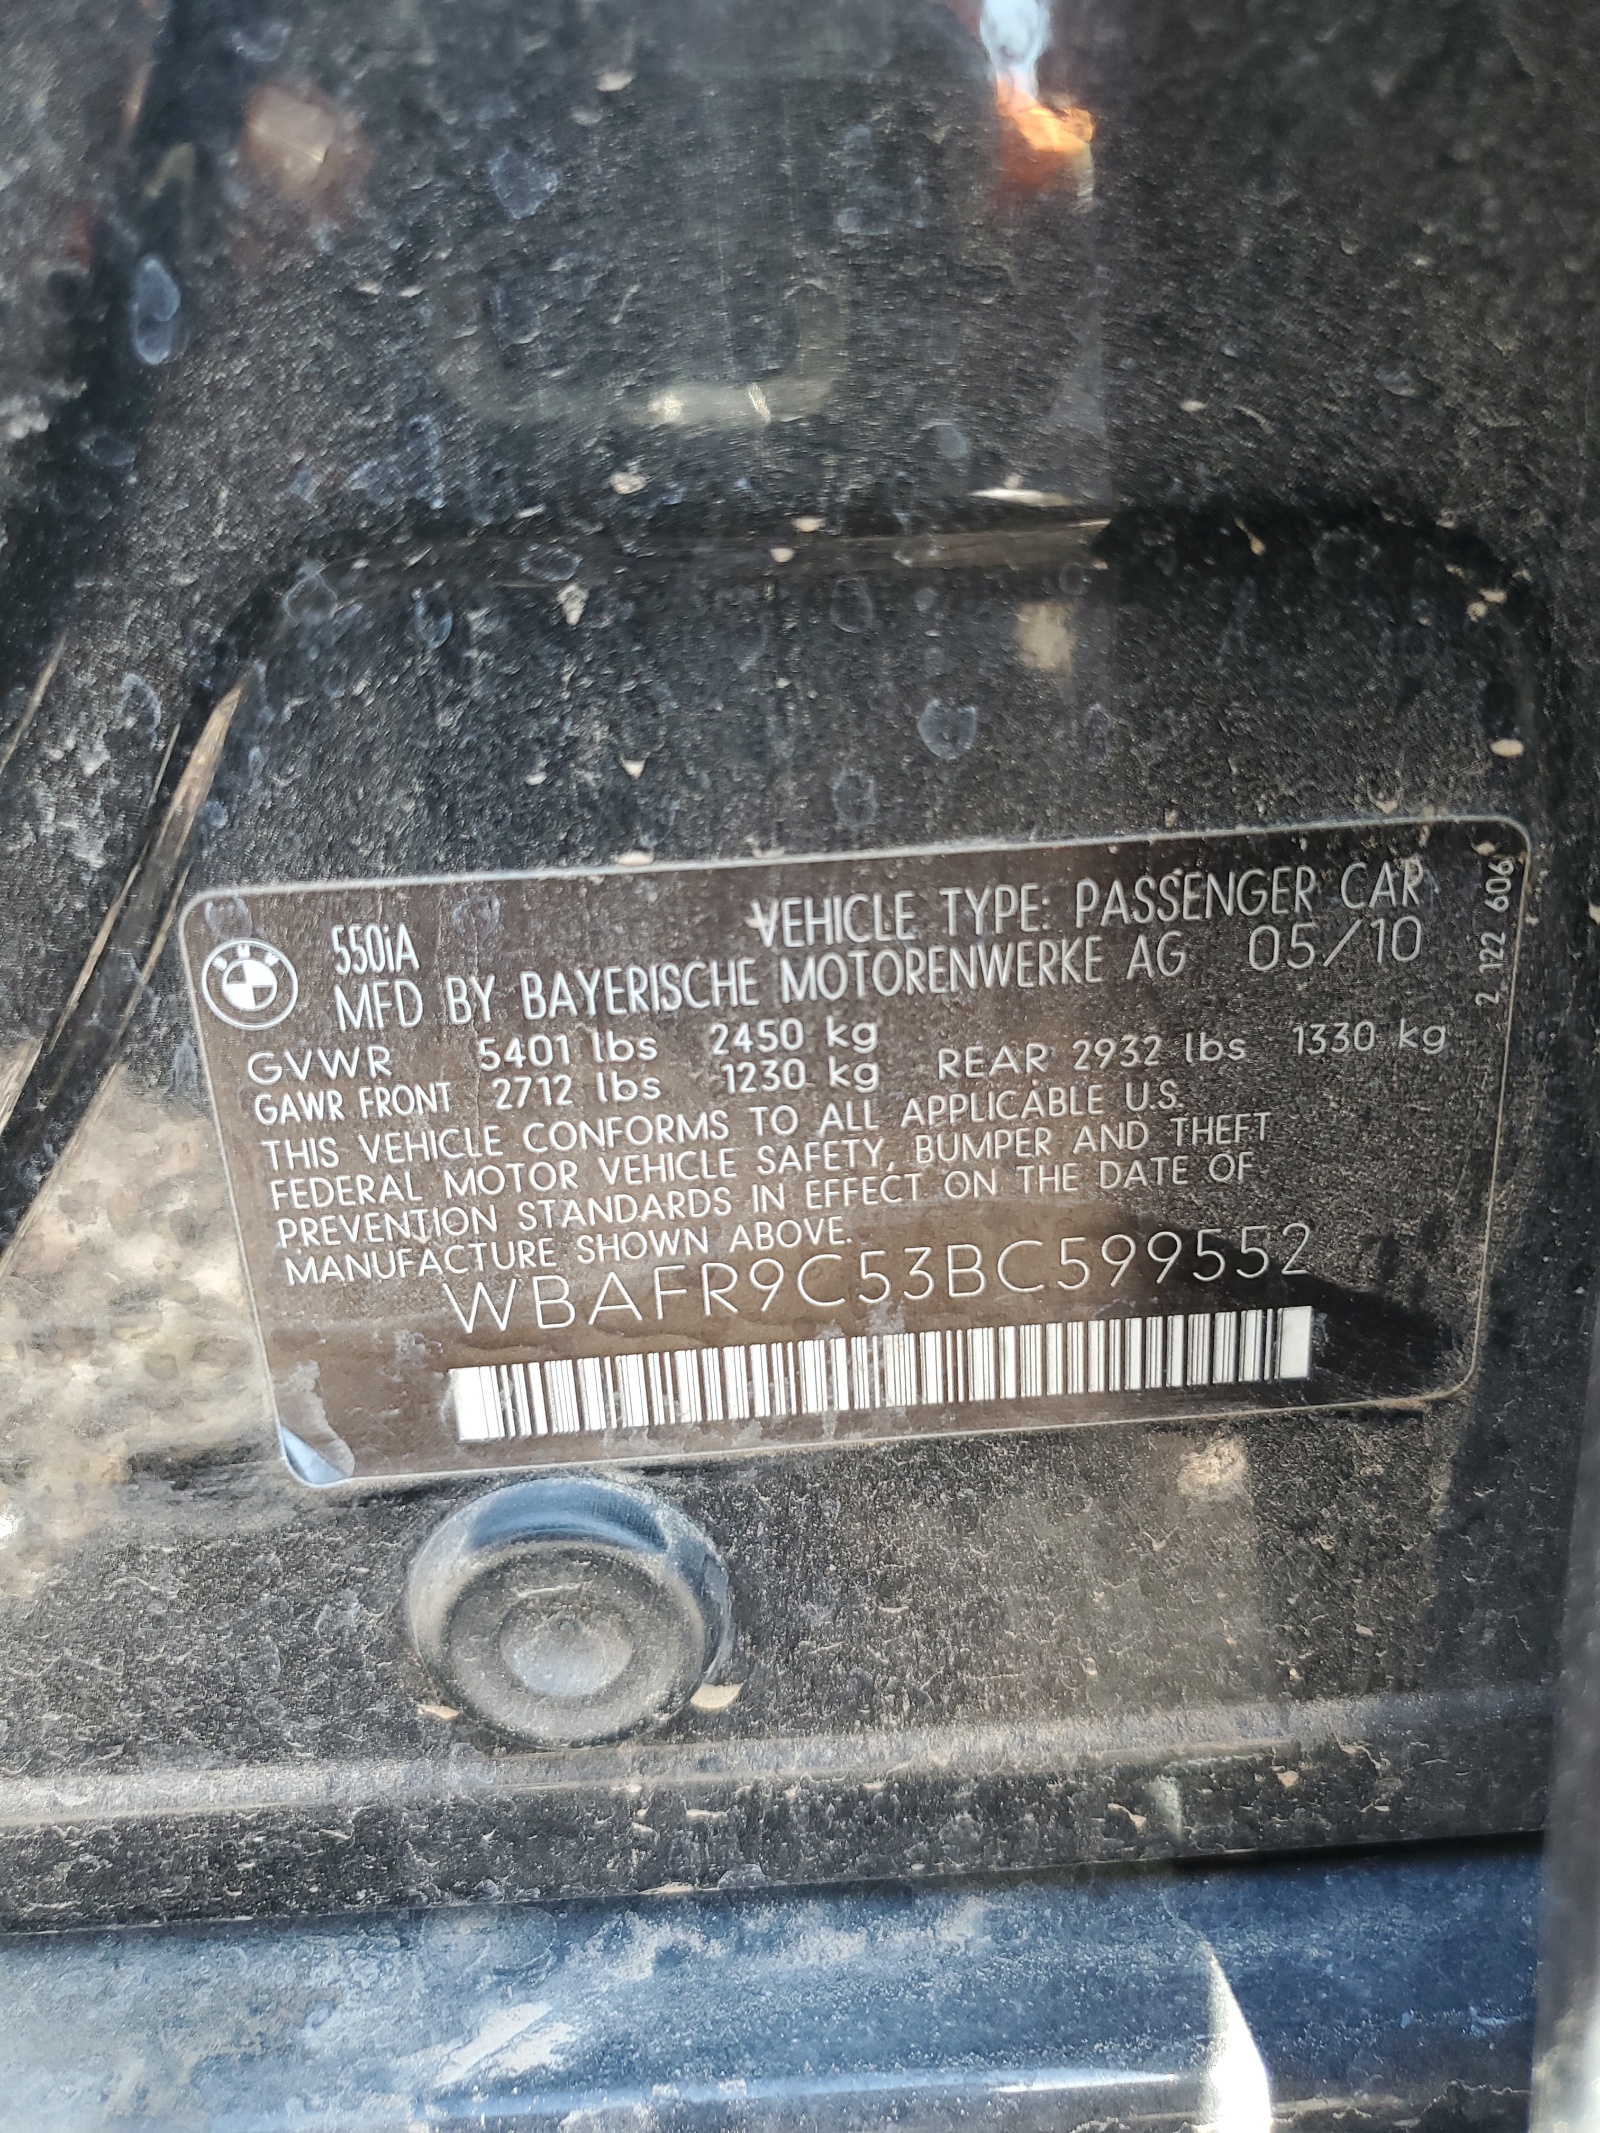 BMW
550iA VEHICLE TYPE: PASSENGER CAR
MFD BY BAYERISCHE MOTORENWERKE AG 05/10
GVWR 5401 lbs 2450 kg
GAWR FRONT 2712 lbs 1230 kg REAR 2932 lbs 1330 kg
THIS VEHICLE CONFORMS TO ALL APPLICABLE U.S.
FEDERAL MOTOR VEHICLE SAFETY, BUMPER AND THEFT
PREVENTION STANDARDS IN EFFECT ON THE DATE OF
MANUFACTURE SHOWN ABOVE.
WBAFR9C53BC599552
2 122 606